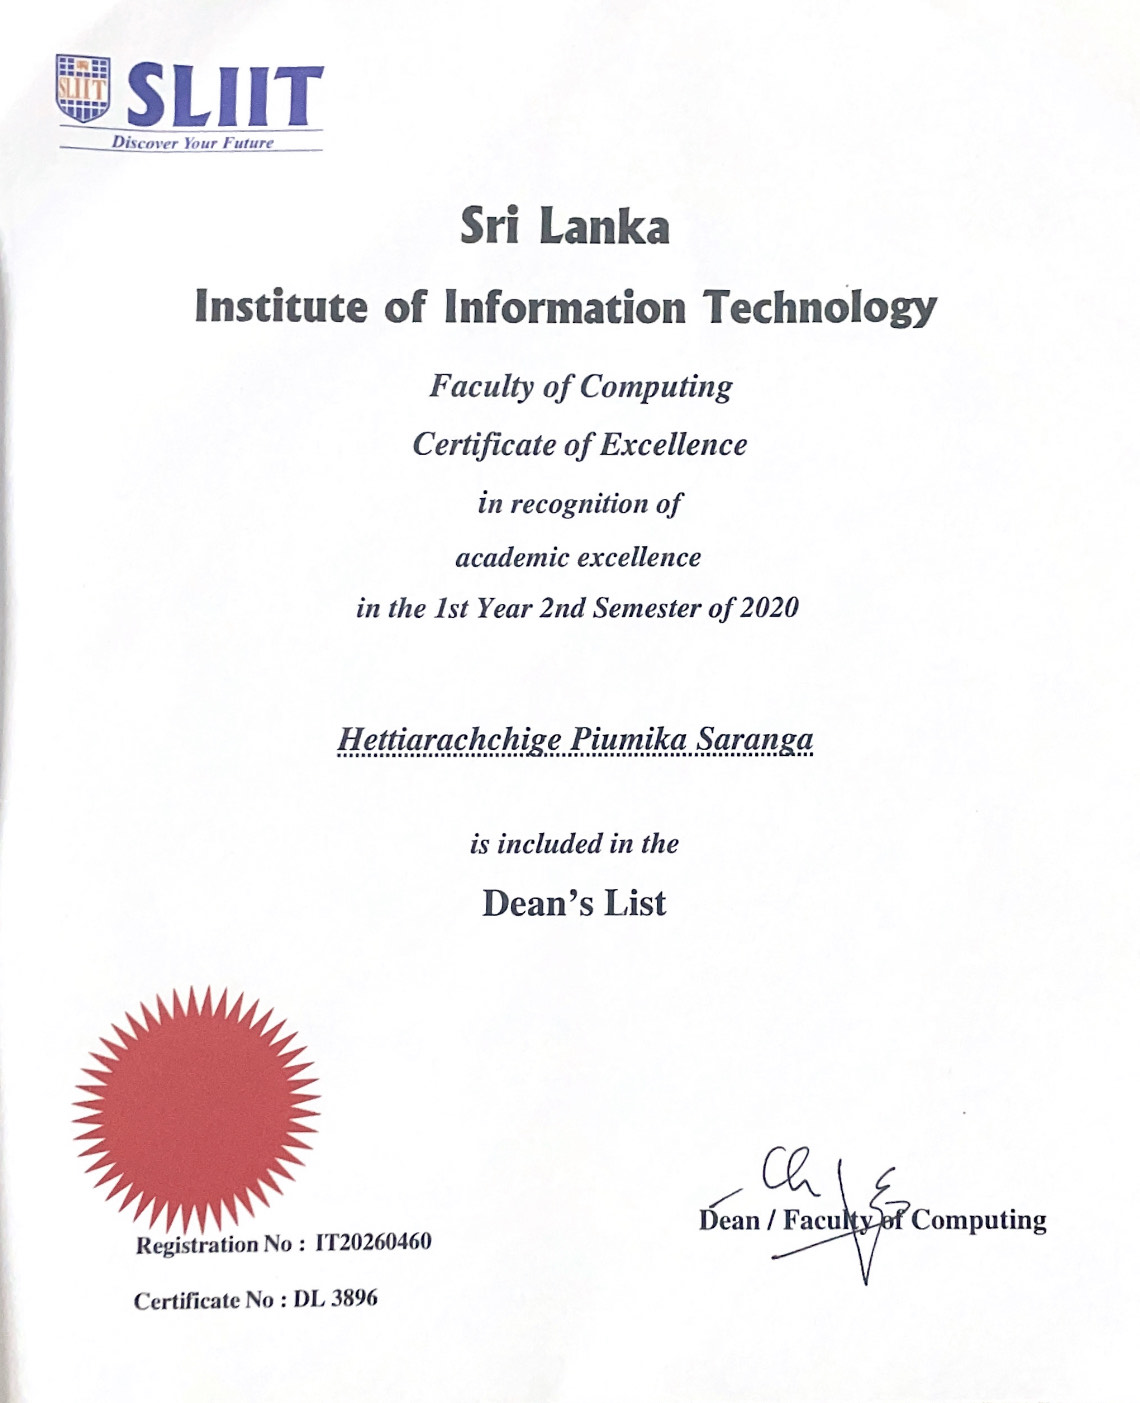 SLIIT
SLIIT
Discover Your Future
Sri Lanka
Institute of Information Technology
Faculty of Computing
Certificate of Excellence
in recognition of
academic excellence
in the 1st Year 2nd Semester of 2020
Hettiarachchige Piumika Saranga
is included in the
Dean's List
Dean / Faculty of Computing
Registration No : IT20260460
Certificate No : DL 3896